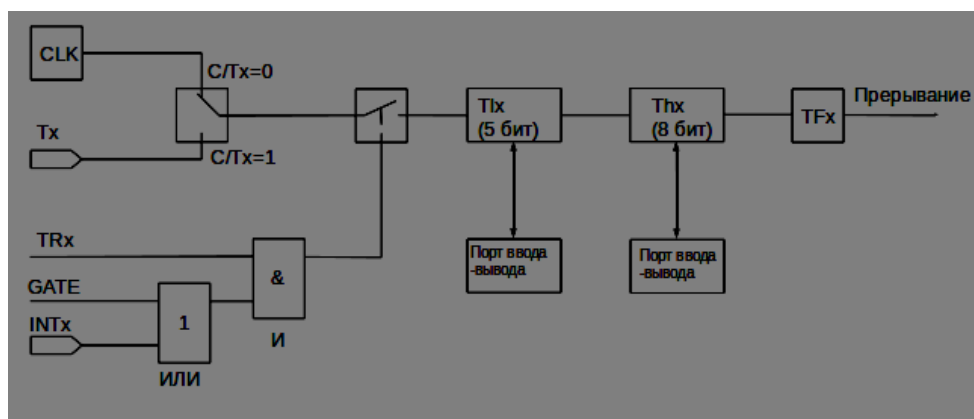 CLK
C/Tx=0
Tx
C/Tx=1
Tlx
(5 бит)
Thx
(8 бит)
TFx
Прерывание
TRx
GATE
INTx
1
ИЛИ
&
И
Порт ввода
-вывода
Порт ввода
-вывода